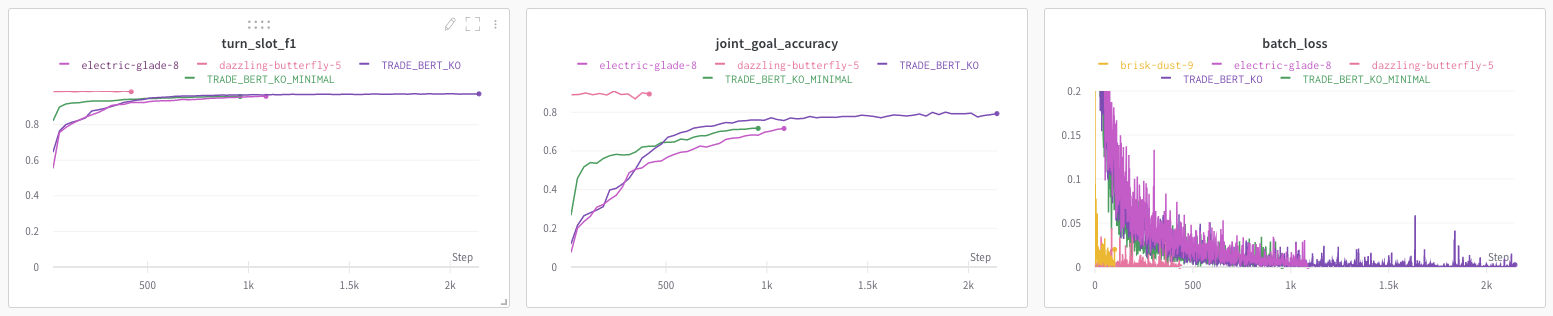 turn_slot_f1
electric-glade-8 dazzling-butterfly-5 TRADE_BERT_KO
TRADE_BERT_KO_MINIMAL
0.8
0.6
0.4
0.2
0
Step
500 1k 1.5k 2k
joint_goal_accuracy
electric-glade-8 dazzling-butterfly-5 TRADE_BERT_KO
TRADE_BERT_KO_MINIMAL
0.8
0.6
0.4
0.2
0
Step
500 1k 1.5k 2k
batch_loss
brisk-dust-9 electric-glade-8 dazzling-butterfly-5
TRADE_BERT_KO TRADE_BERT_KO_MINIMAL
0.2
0.15
0.1
0.05
0
Step
0 500 1k 1.5k 2k